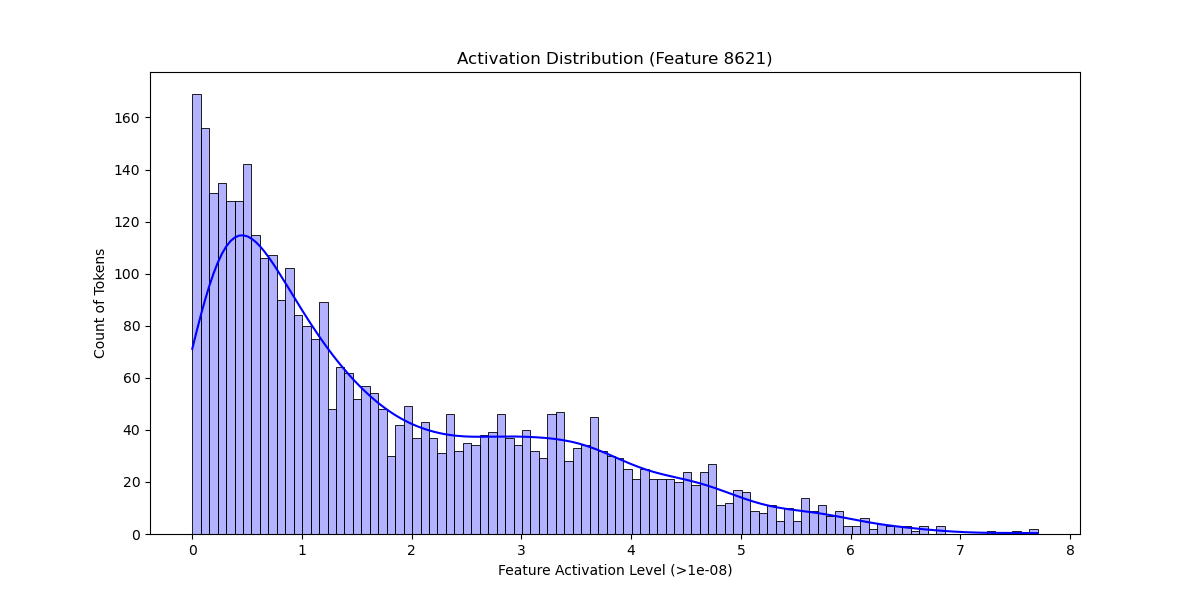 Activation Distribution (Feature 8621)
Count of Tokens
160
140
120
100
80
60
40
20
0
0 1 2 3 4 5 6 7 8
Feature Activation Level (>1e-08)